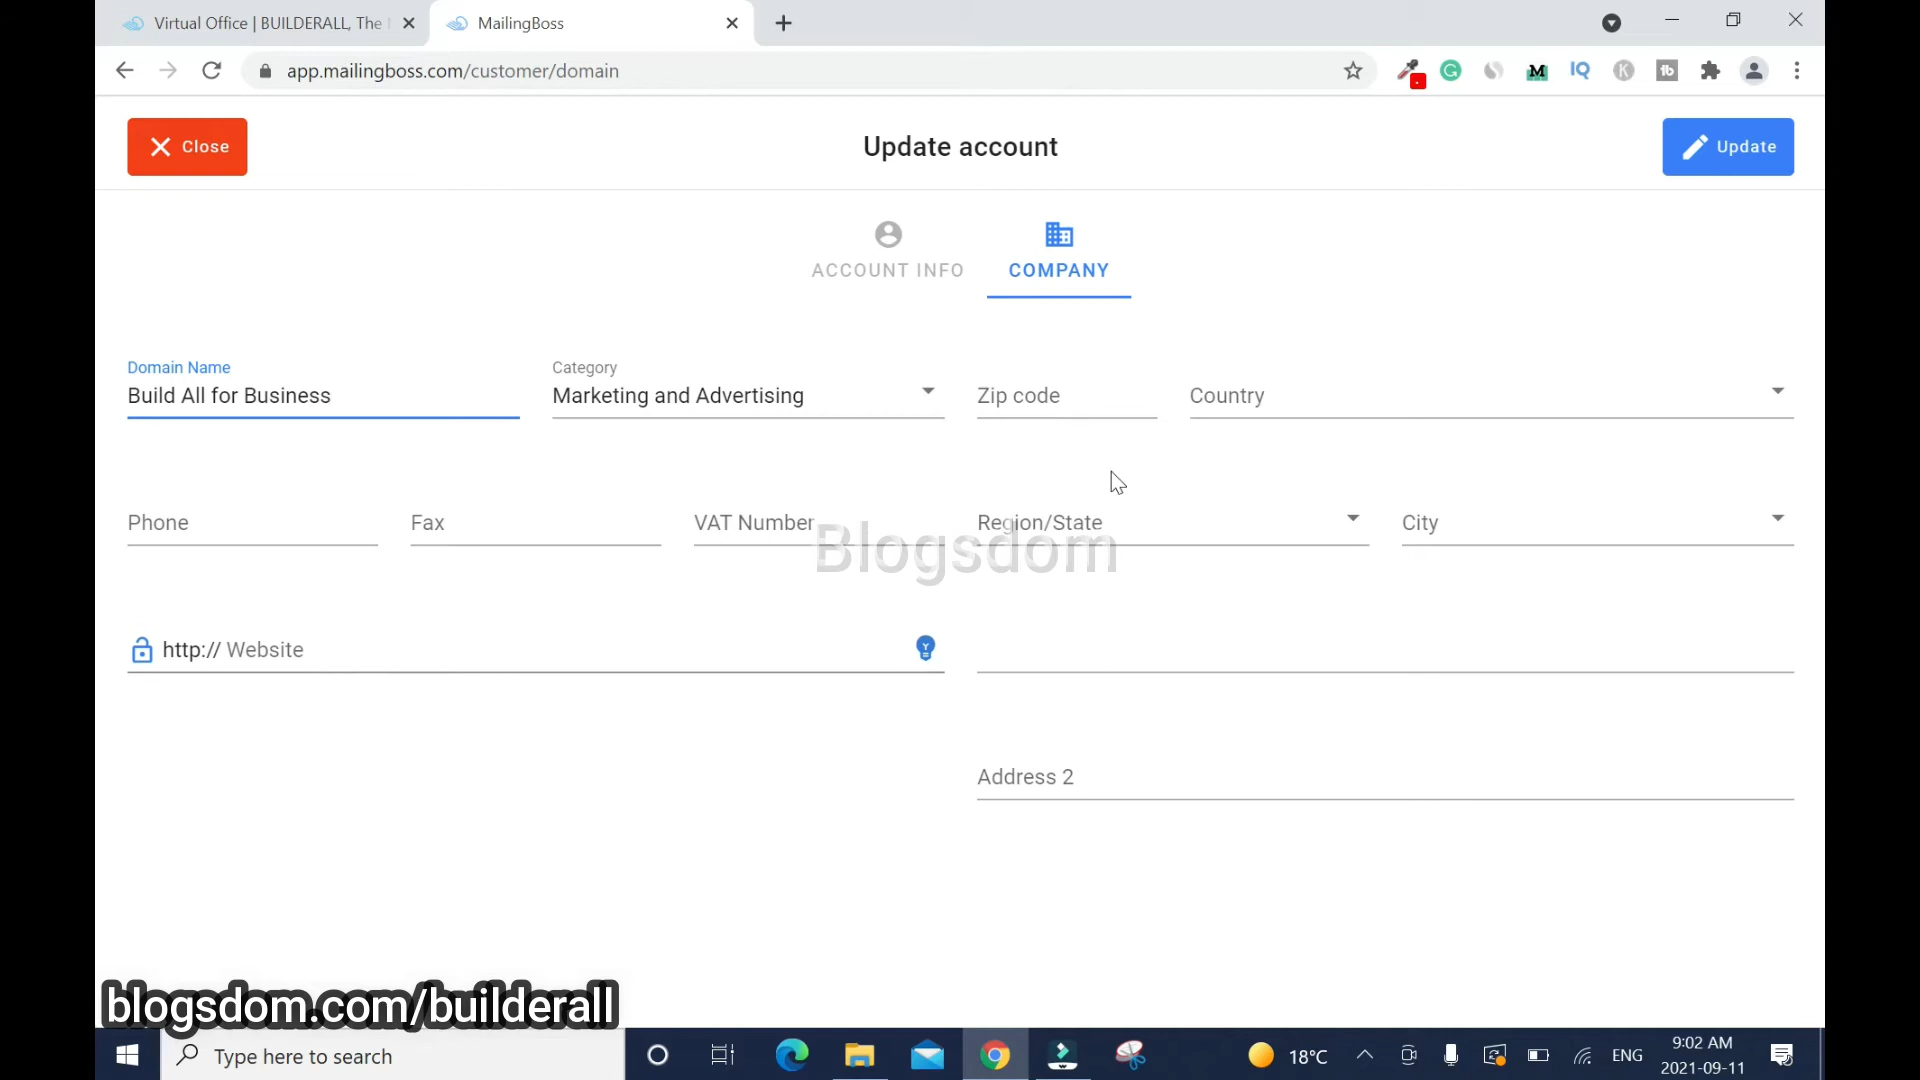 Virtual Office | BUILDERALL, The
MailingBoss
app.mailingboss.com/customer/domain
Close
Update account
Update
ACCOUNT INFO
COMPANY
Domain Name
Category
Build All for Business
Marketing and Advertising
Zip code
Country
Phone
Fax
VAT Number
Region/State
City
Blogsdom
http:// Website
Address 2
blogsdom.com/builderall
Type here to search
18°C
ENG
9:02 AM
2021-09-11